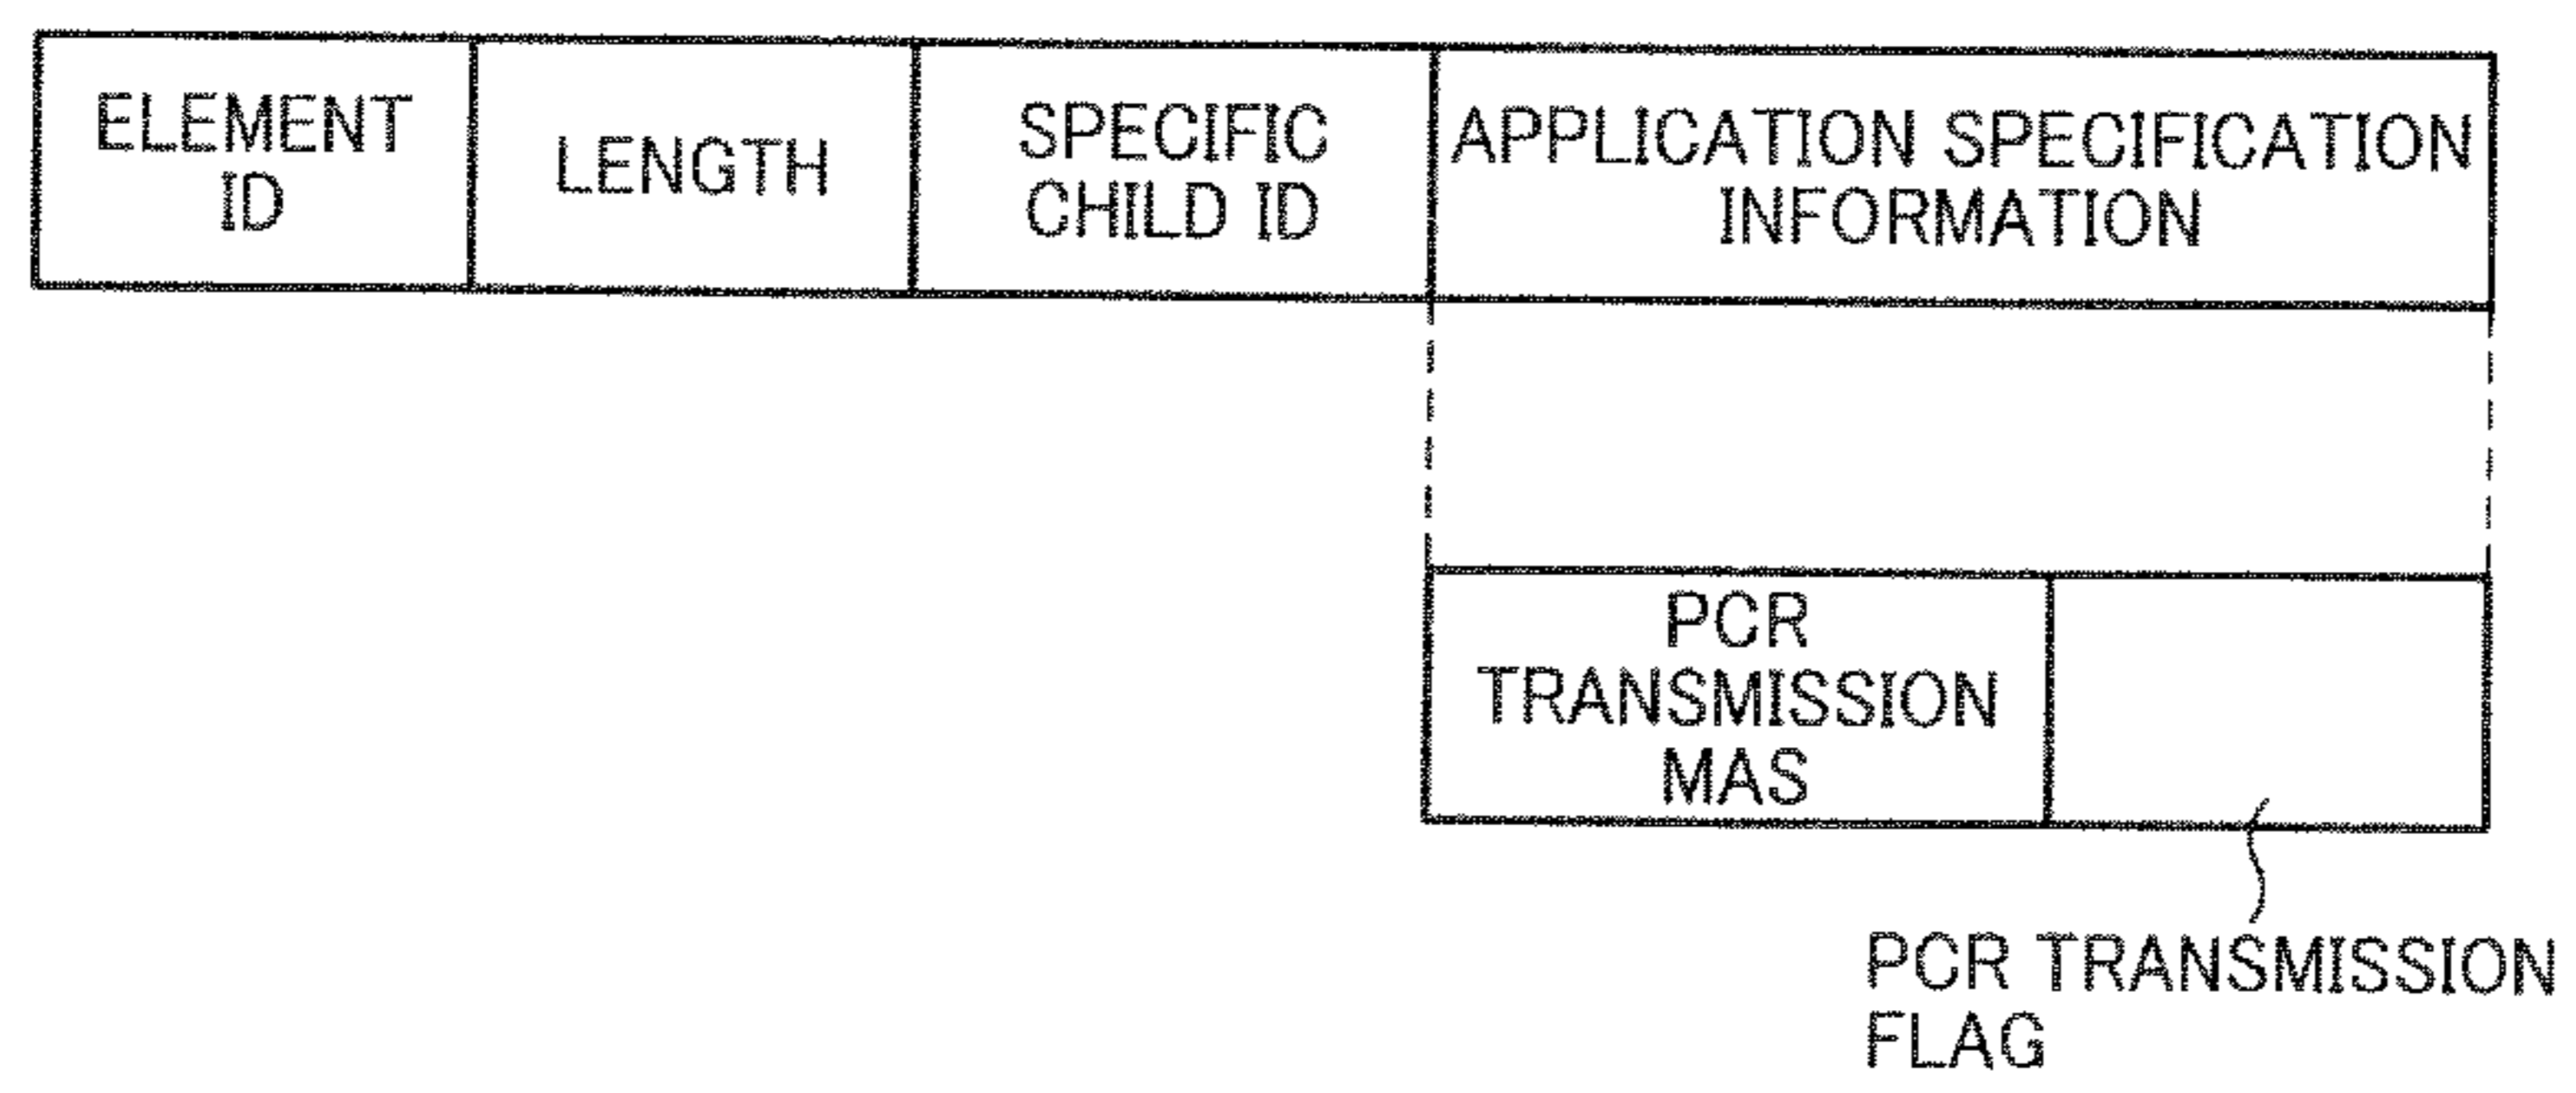 ELEMENT
ID
LENGTH
SPECIFIC
CHILD ID
APPLICATION SPECIFICATION
INFORMATION
PCR
TRANSMISSION
MAS
PCR TRANSMISSION
FLAG